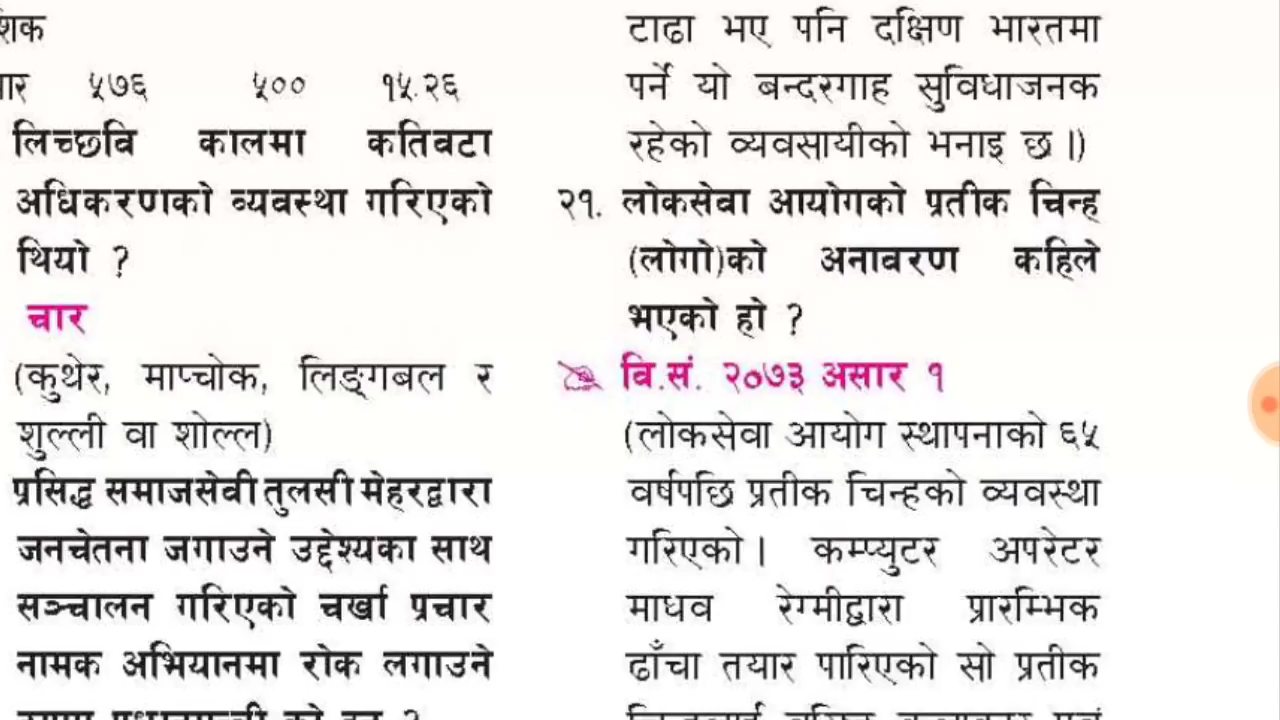 शिक
५७६ ५०० १५.२६
लिच्छवि कालमा कतिवटा
अधिकरणको व्यवस्था गरिएको
थियो ?
चार
(कुथेर, माप्चोक, लिङ्गबल र
शुल्ली वा शोल्ल)
प्रसिद्ध समाजसेवी तुलसी मेहरद्वारा
जनचेतना जगाउने उद्देश्यका साथ
सञ्चालन गरिएको चर्खा प्रचार
नामक अभियानमा रोक लगाउने
टाढा भए पनि दक्षिण भारतमा
पर्ने यो बन्दरगाह सुविधाजनक
रहेको व्यवसायीको भनाइ छ।)
२१. लोकसेवा आयोगको प्रतीक चिन्ह
(लोगो)को अनावरण कहिले
भएको हो ?
वि.सं. २०७३ असार १
(लोकसेवा आयोग स्थापनाको ६५
वर्षपछि प्रतीक चिन्हको व्यवस्था
गरिएको। कम्प्युटर अपरेटर
माधव रेग्मीद्वारा प्रारम्भिक
ढाँचा तयार पारिएको सो प्रतीक